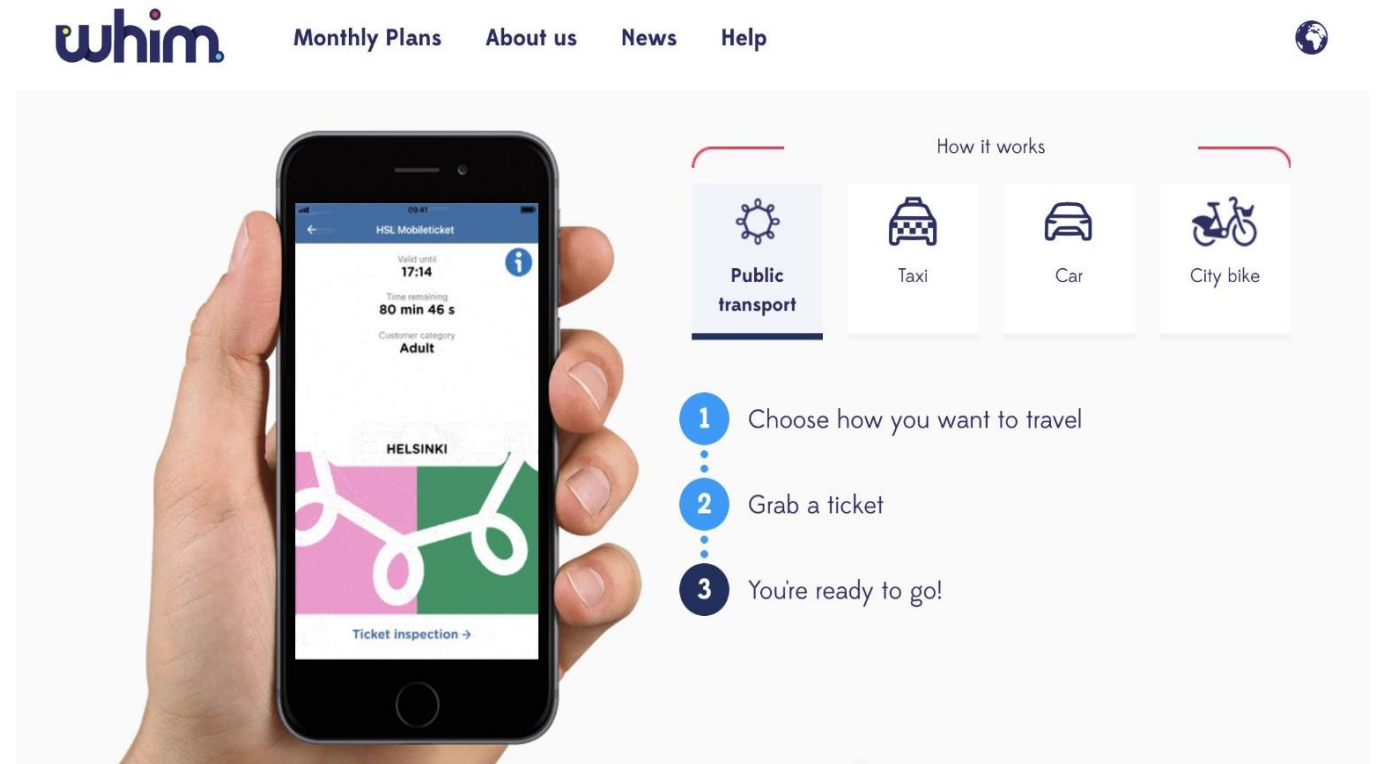 whim.
Monthly Plans About us News Help
How it works
Public
transport
Taxi
Car
City bike
1 Choose how you want to travel
2 Grab a ticket
3 You're ready to go!
09:41
HSL Mobileticket
Valid until
17:14
Time remaining
80 min 46 s
Customer category
Adult
HELSINKI
Ticket inspection →